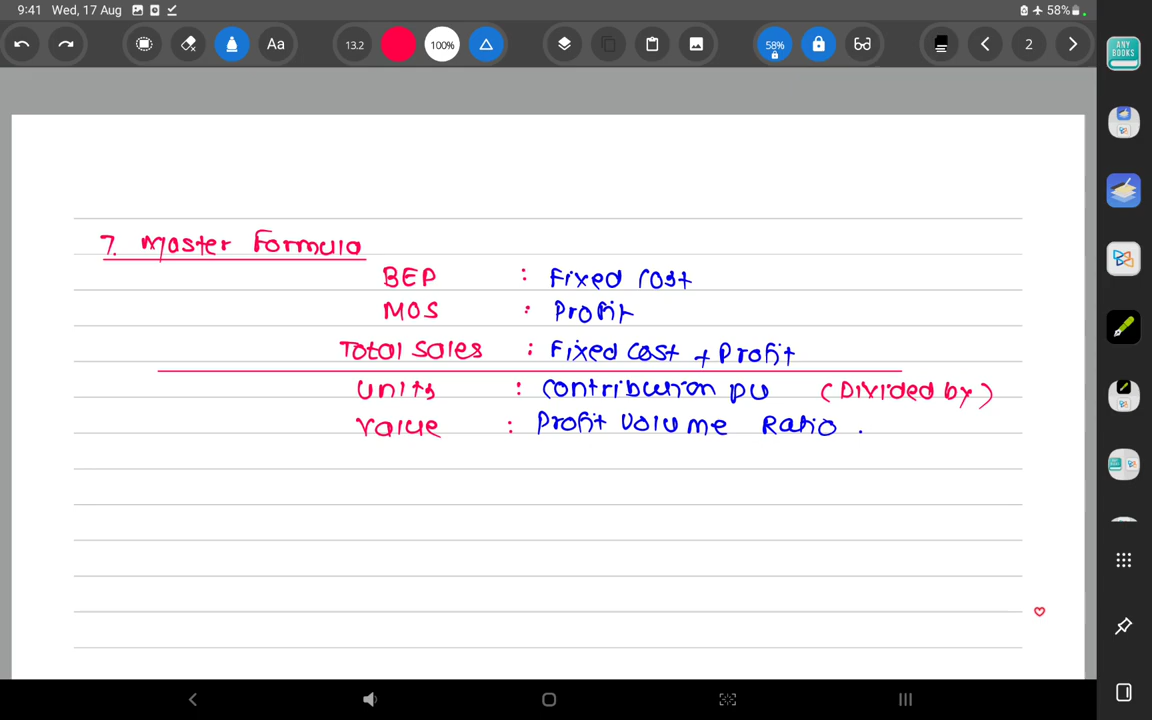 9:41 Wed, 17 Aug 58%
Aa 13.2 100% 58% 2
ANY BOOKS
7. Master Formula
BEP : Fixed cost
MOS : Profit
Total Sales : Fixed Cost + Profit
Units : Contribution pu (Divided by)
Value : Profit Volume Ratio .